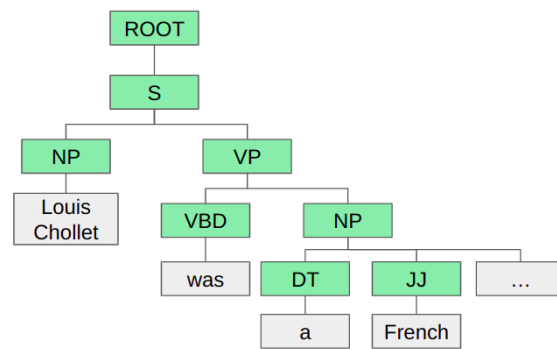 ROOT
S
NP VP
Louis
Chollet
VBD NP
was DT JJ …
a French